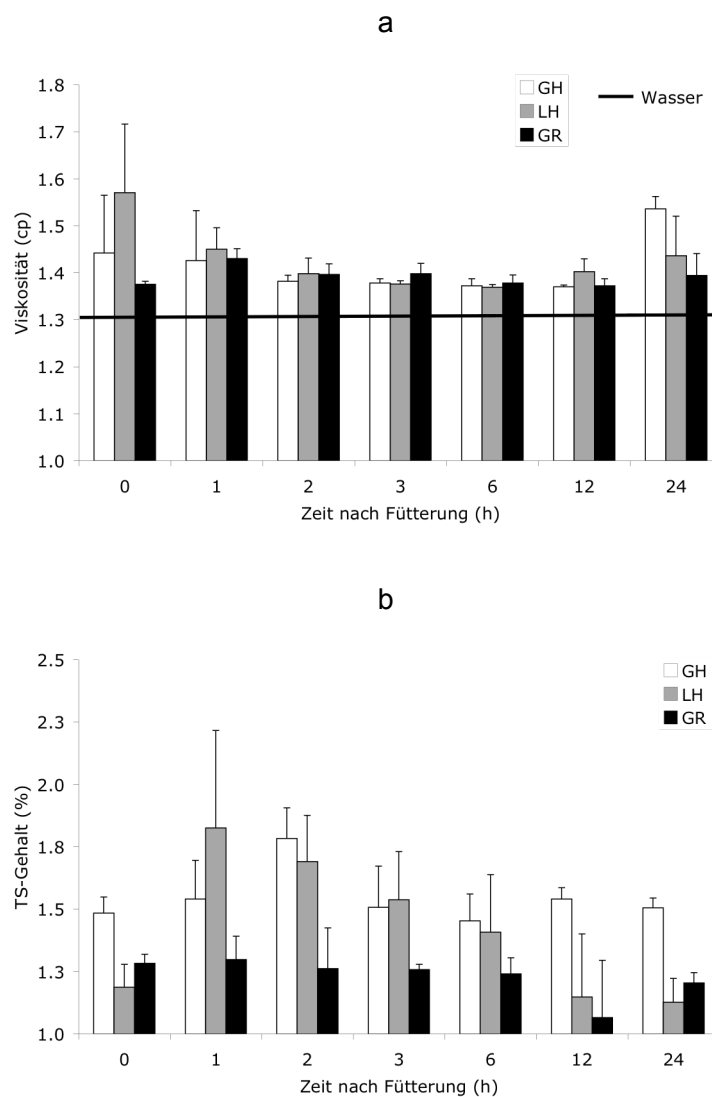 a
1.8
1.7
1.6
1.5
1.4
1.3
1.2
1.1
1.0
Viskosität (cp)
GH
LH
GR
Wasser
0 1 2 3 6 12 24
Zeit nach Fütterung (h)
b
2.5
2.3
2.0
1.8
1.5
1.3
1.0
TS-Gehalt (%)
GH
LH
GR
0 1 2 3 6 12 24
Zeit nach Fütterung (h)